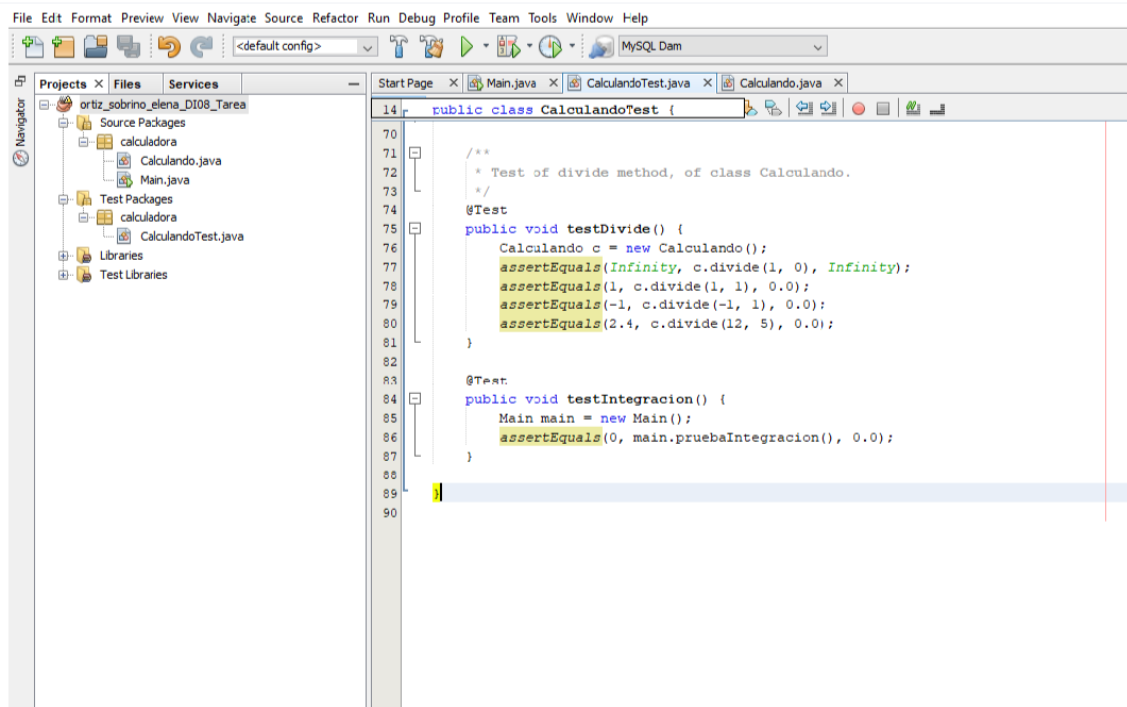 File Edit Format Preview View Navigate Source Refactor Run Debug Profile Team Tools Window Help
<default config> MySQL Dam
Projects Files Services
Navigator
ortiz_sobrino_elena_DI08_Tarea
Source Packages
calculadora
Calculando.java
Main.java
Test Packages
calculadora
CalculandoTest.java
Libraries
Test Libraries
Start Page Main.java CalculandoTest.java Calculando.java
14 public class CalculandoTest {
70
71 /**
72 * Test of divide method, of class Calculando.
73 */
74 @Test
75 public void testDivide() {
76 Calculando c = new Calculando();
77 assertEquals(Infinity, c.divide(1, 0), Infinity);
78 assertEquals(1, c.divide(1, 1), 0.0);
79 assertEquals(-1, c.divide(-1, 1), 0.0);
80 assertEquals(2.4, c.divide(12, 5), 0.0);
81 }
82
83 @Test
84 public void testIntegracion() {
85 Main main = new Main();
86 assertEquals(0, main.pruebaIntegracion(), 0.0);
87 }
88
89 }
90